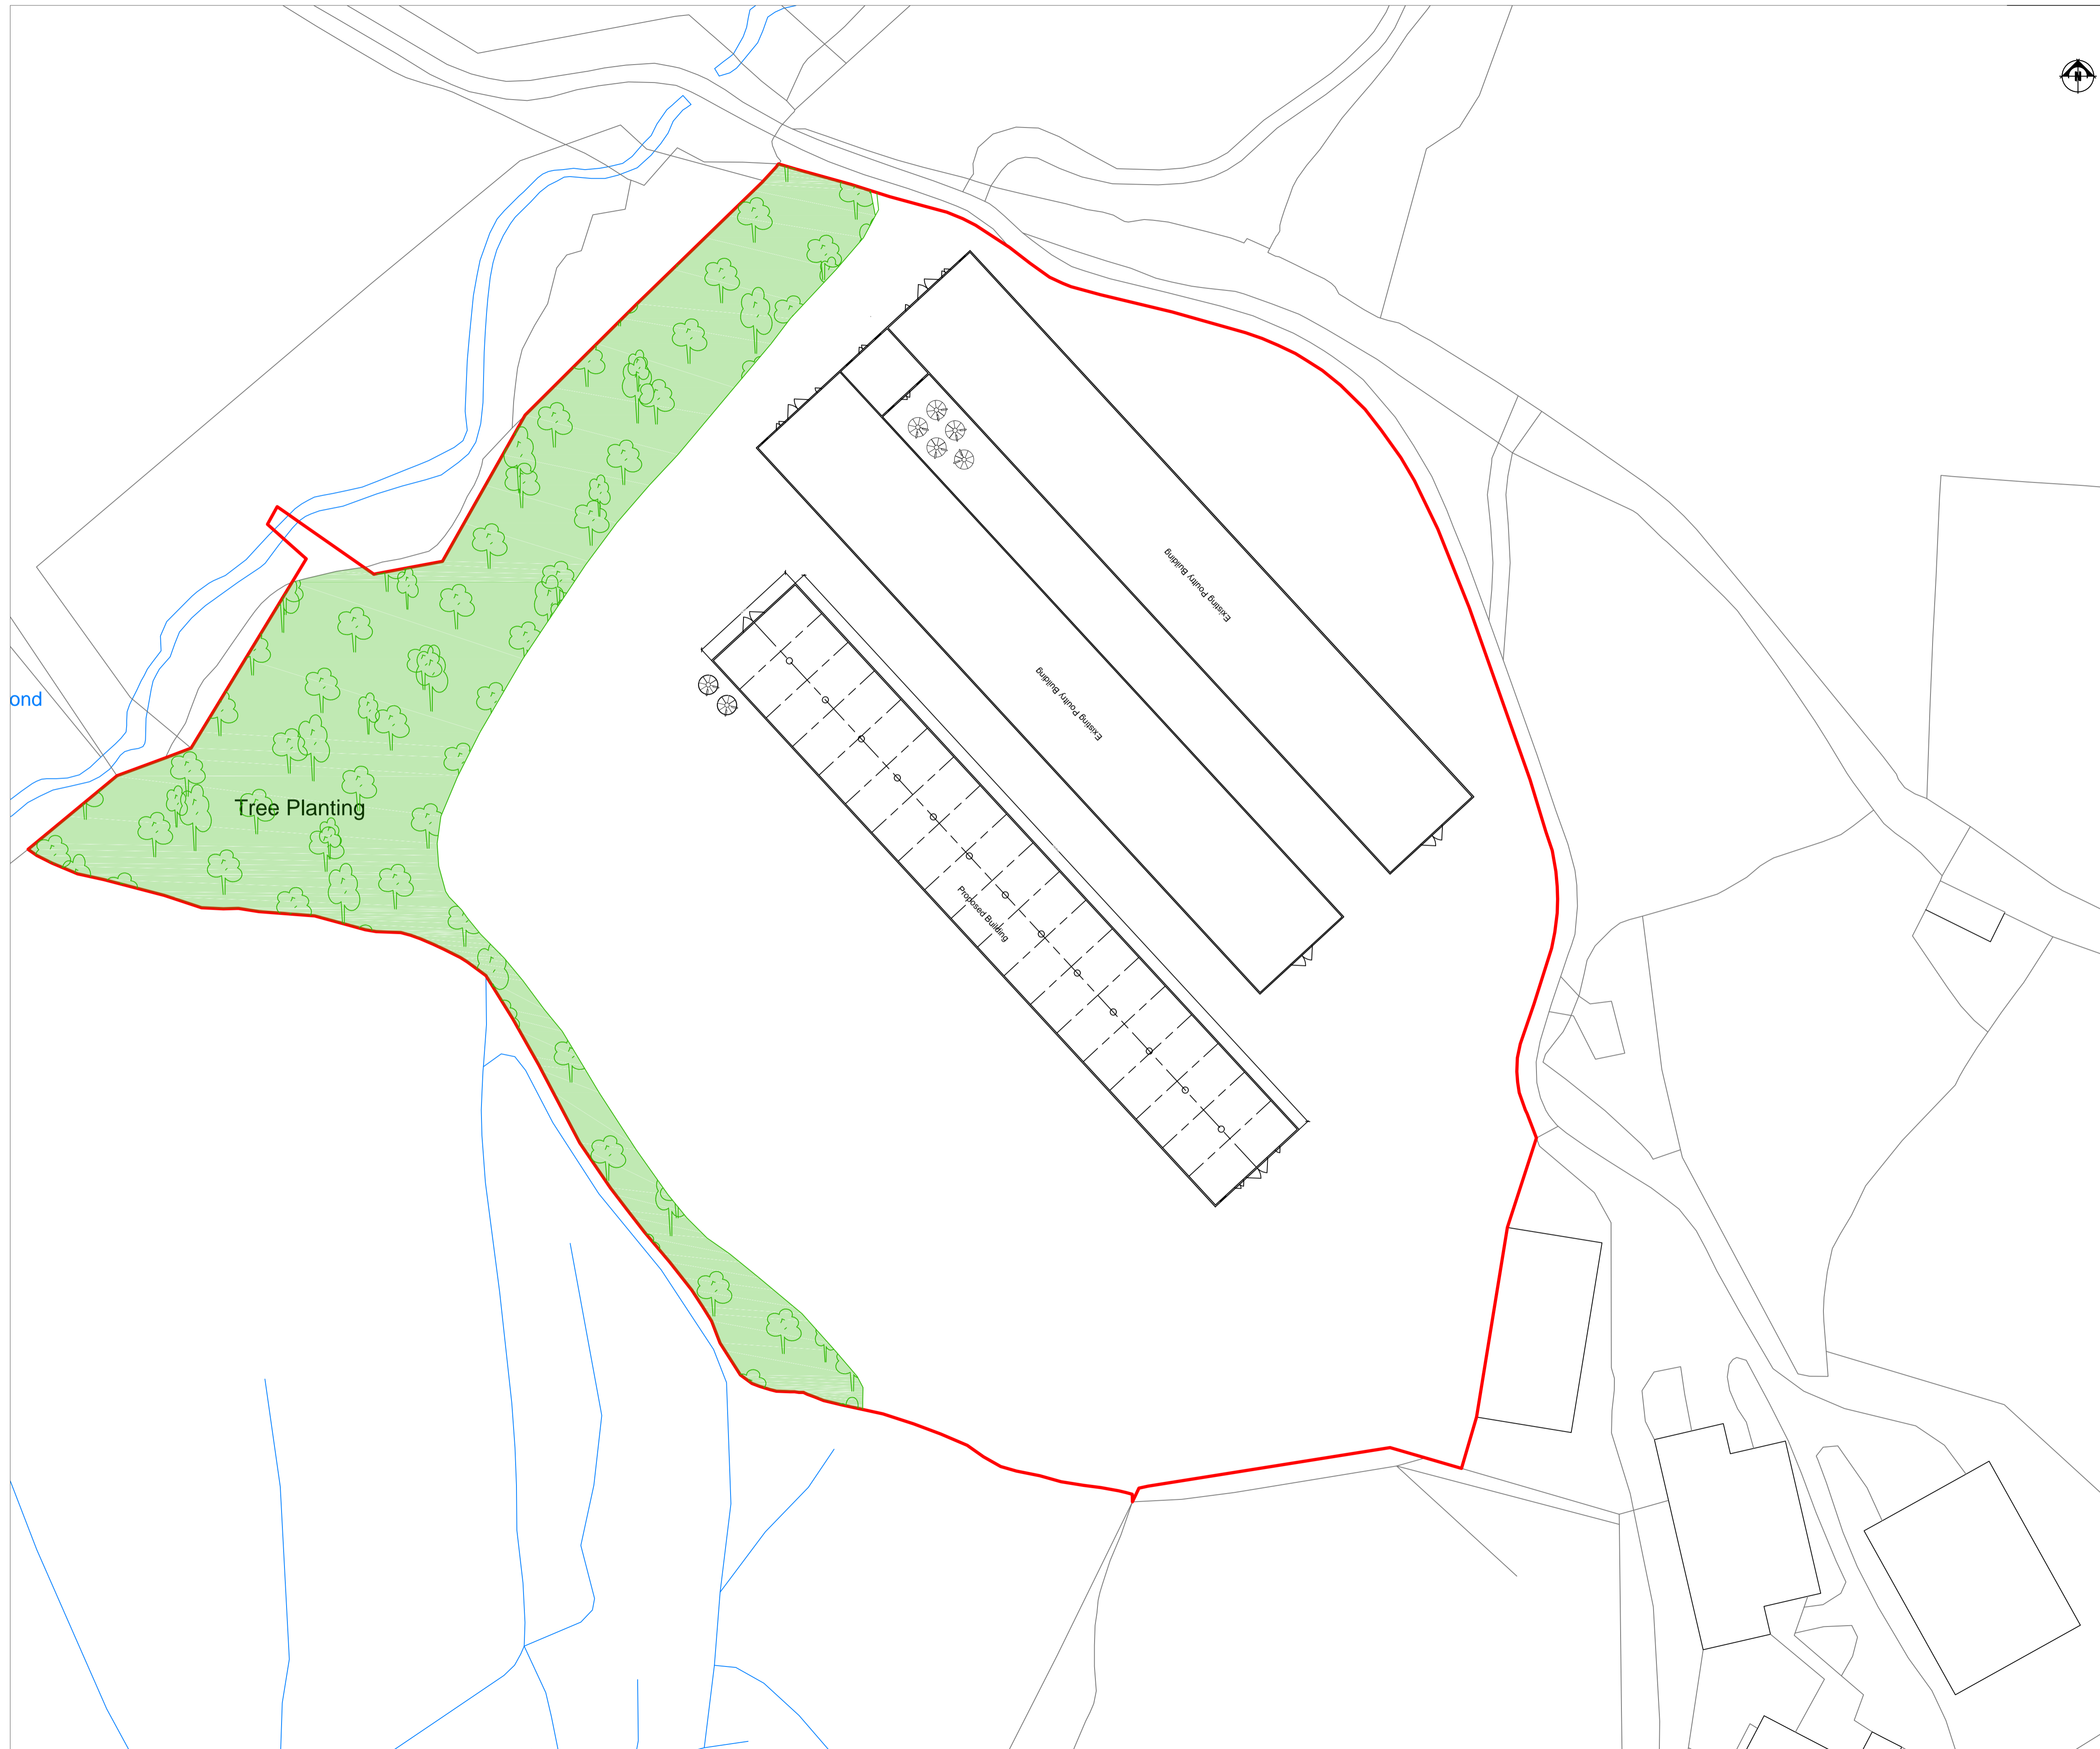 N
Existing Poultry Building
Existing Poultry Building
ond
Tree Planting
Proposed Building